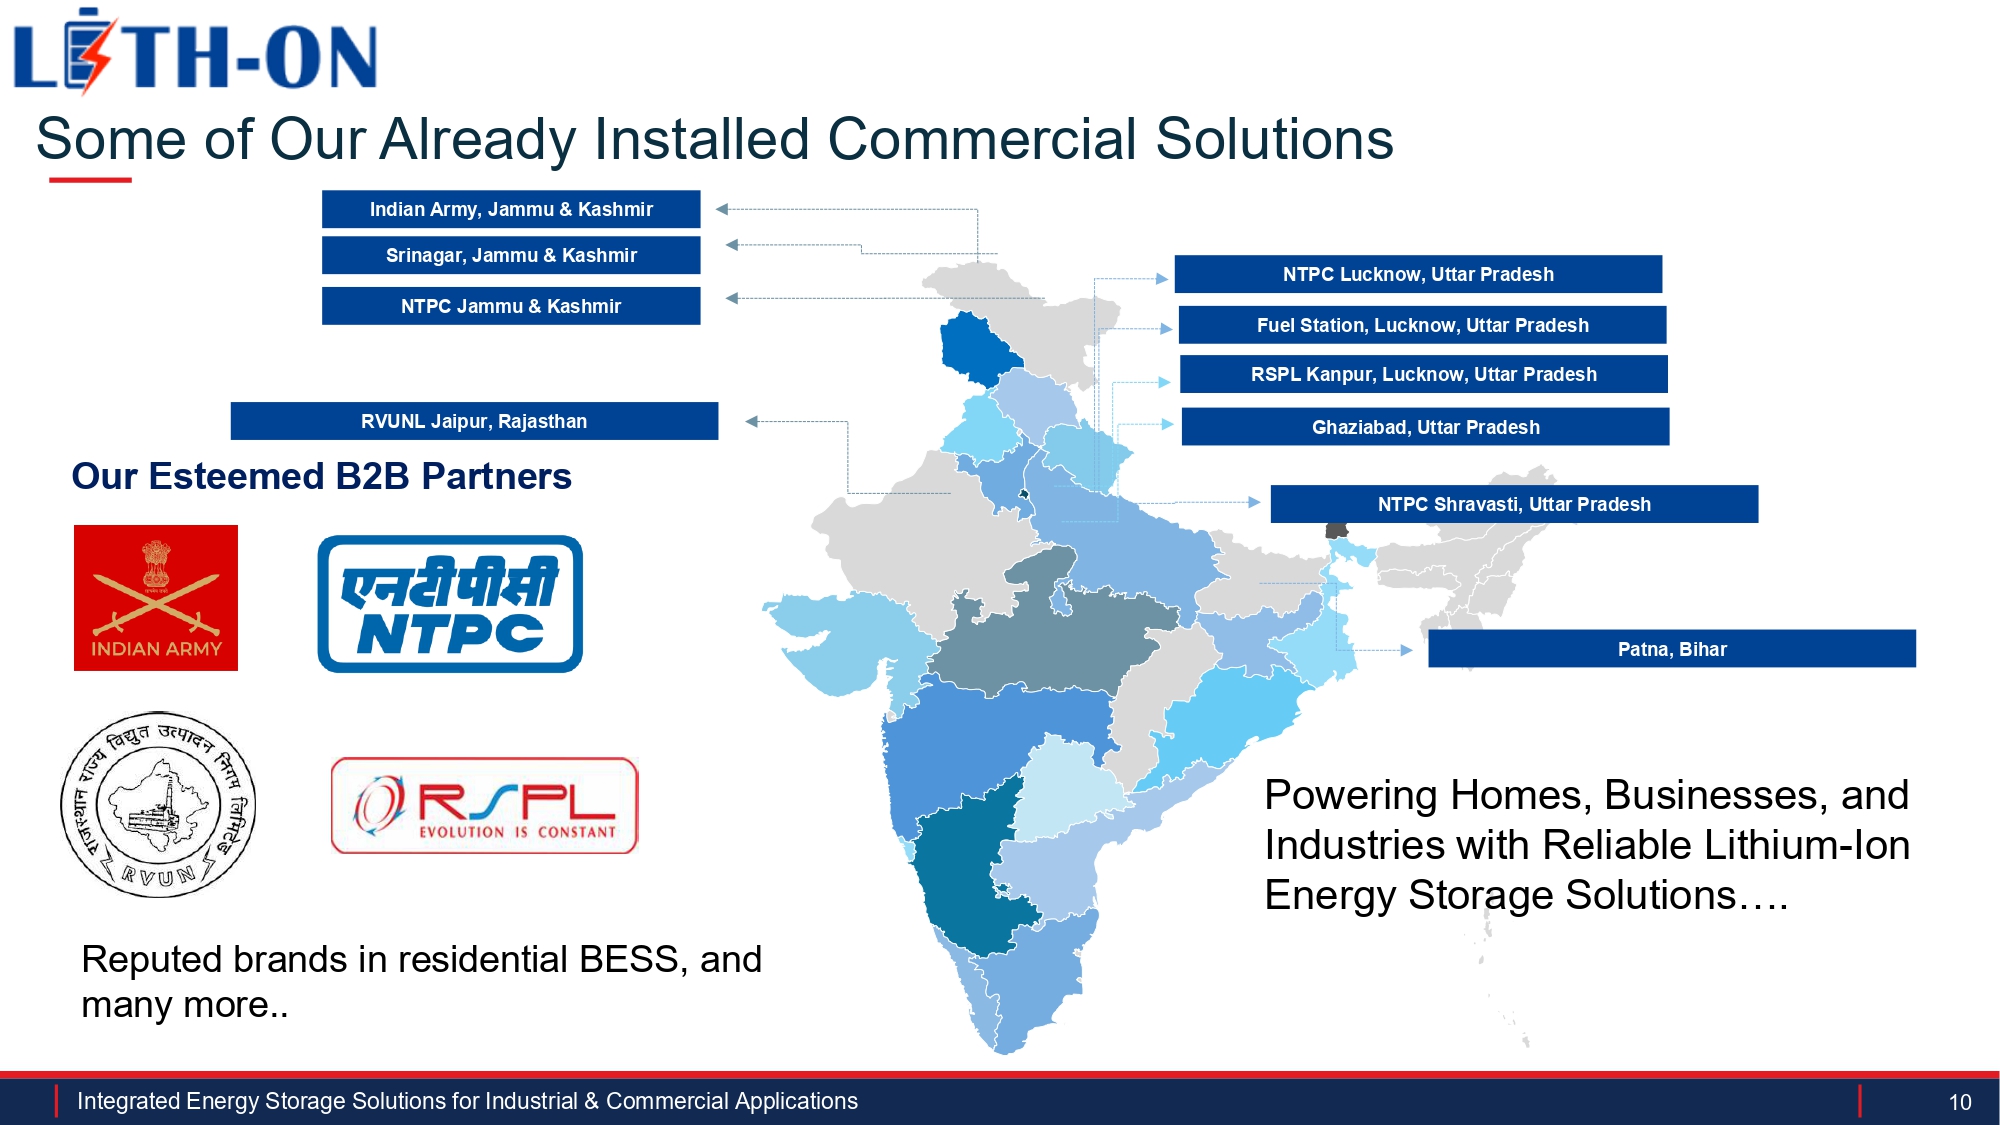 LITH-ON
Some of Our Already Installed Commercial Solutions
Indian Army, Jammu & Kashmir
Srinagar, Jammu & Kashmir
NTPC Jammu & Kashmir
RVUNL Jaipur, Rajasthan
NTPC Lucknow, Uttar Pradesh
Fuel Station, Lucknow, Uttar Pradesh
RSPL Kanpur, Lucknow, Uttar Pradesh
Ghaziabad, Uttar Pradesh
NTPC Shravasti, Uttar Pradesh
Patna, Bihar
Our Esteemed B2B Partners
INDIAN ARMY
एनटीपीसी
NTPC
राजस्थान राज्य विद्युत उत्पादन निगम लिमिटेड
RVUN
RSPL
EVOLUTION IS CONSTANT
Reputed brands in residential BESS, and
many more..
Powering Homes, Businesses, and
Industries with Reliable Lithium-Ion
Energy Storage Solutions….
Integrated Energy Storage Solutions for Industrial & Commercial Applications
10